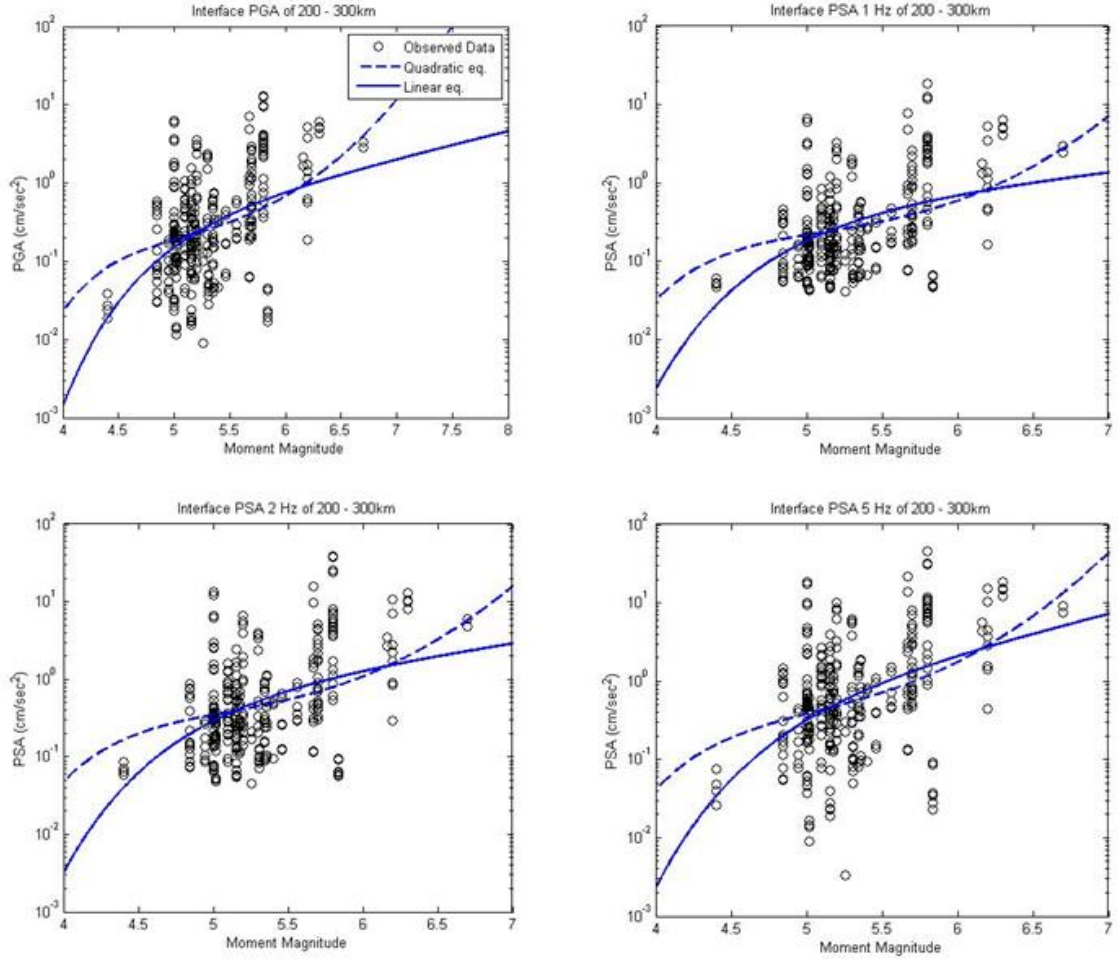 Interface PGA of 200 - 300km
10^2
10^1
10^0
10^-1
10^-2
10^-3
PGA (cm/sec^2)
4 4.5 5 5.5 6 6.5 7 7.5 8
Moment Magnitude
Observed Data
Quadratic eq.
Linear eq.
Interface PSA 1 Hz of 200 - 300km
10^2
10^1
10^0
10^-1
10^-2
10^-3
PSA (cm/sec^2)
4 4.5 5 5.5 6 6.5 7
Moment Magnitude
Interface PSA 2 Hz of 200 - 300km
10^2
10^1
10^0
10^-1
10^-2
10^-3
PSA (cm/sec^2)
4 4.5 5 5.5 6 6.5 7
Moment Magnitude
Interface PSA 5 Hz of 200 - 300km
10^2
10^1
10^0
10^-1
10^-2
10^-3
PSA (cm/sec^2)
4 4.5 5 5.5 6 6.5 7
Moment Magnitude